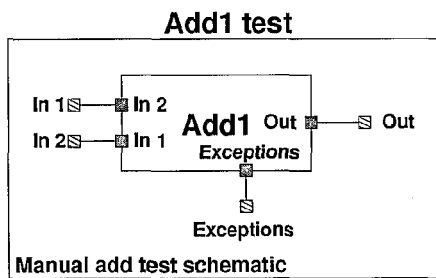 Add1 test
In 1 In 2
Add1 Out Out
In 2 In 1
Exceptions
Exceptions
Manual add test schematic